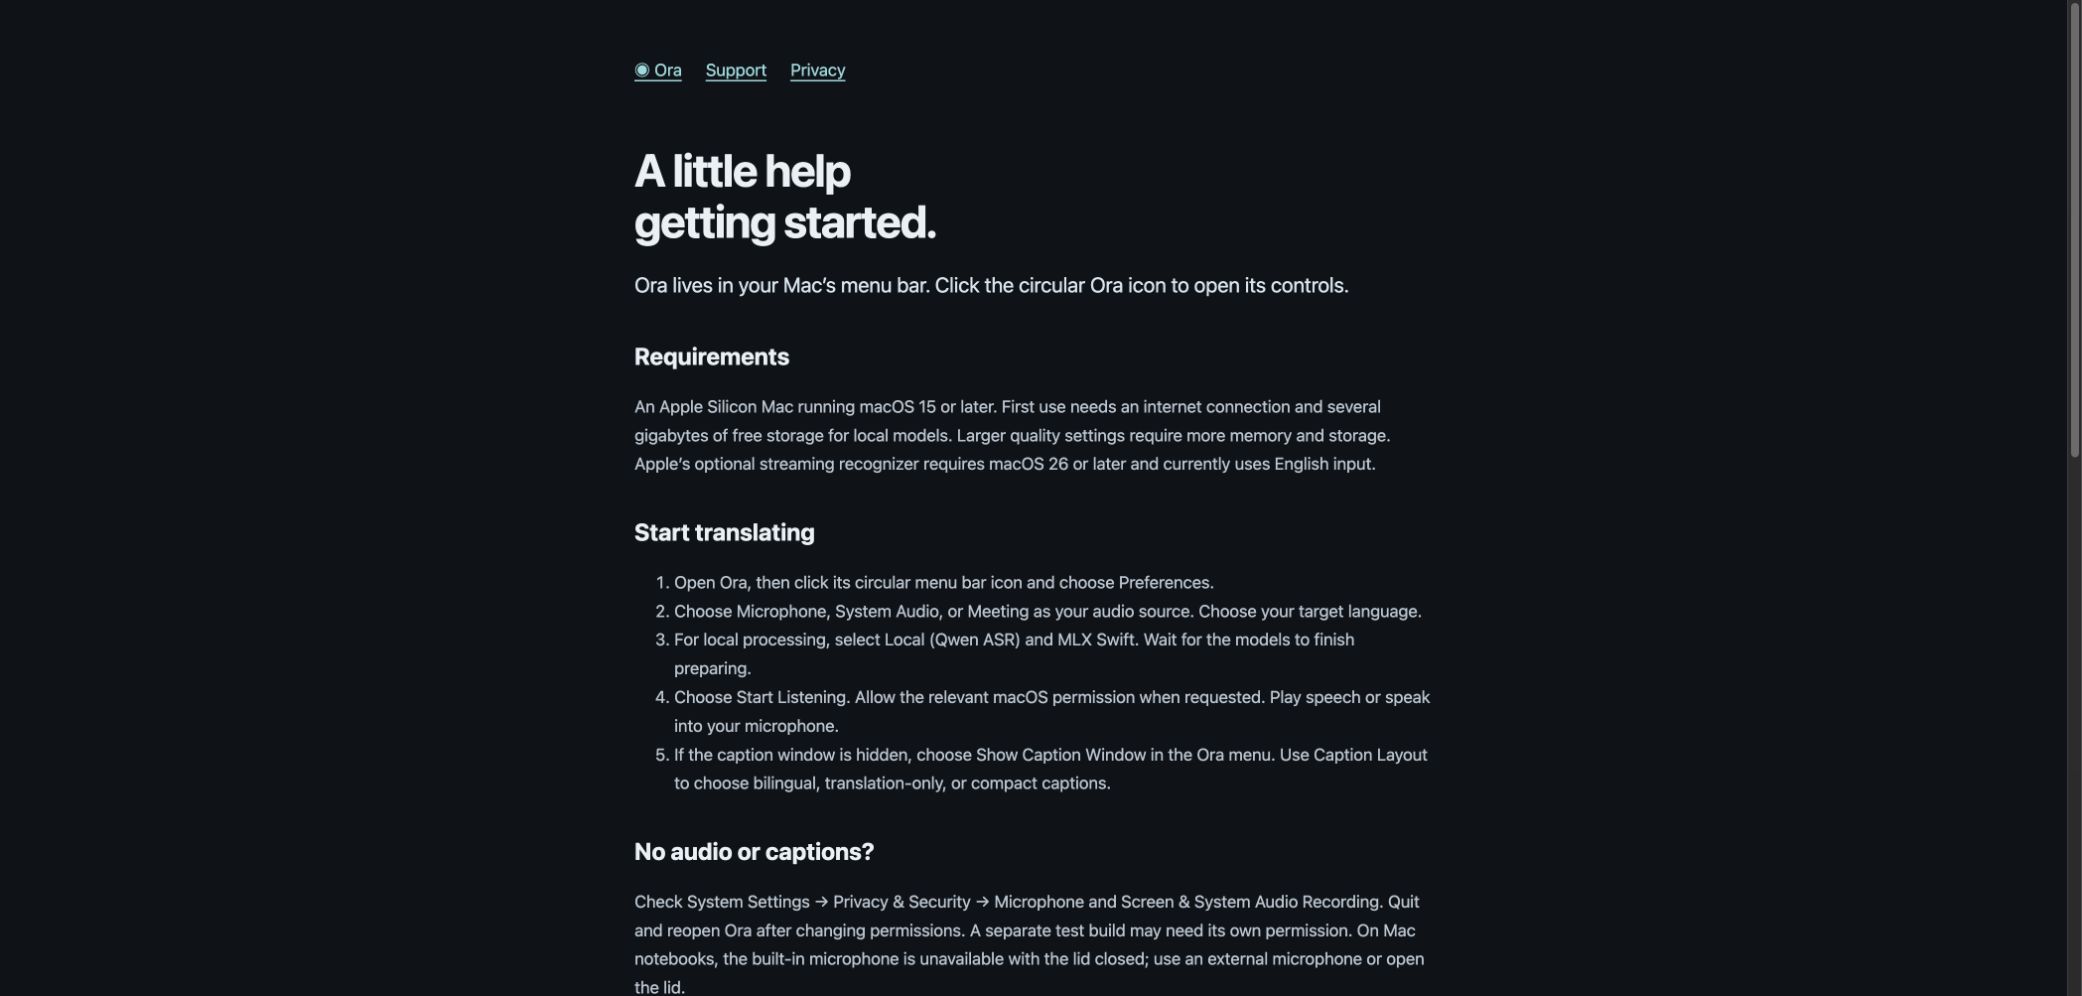 ◉ Ora Support Privacy
A little help
getting started.
Ora lives in your Mac’s menu bar. Click the circular Ora icon to open its controls.
Requirements
An Apple Silicon Mac running macOS 15 or later. First use needs an internet connection and several
gigabytes of free storage for local models. Larger quality settings require more memory and storage.
Apple’s optional streaming recognizer requires macOS 26 or later and currently uses English input.
Start translating
1. Open Ora, then click its circular menu bar icon and choose Preferences.
2. Choose Microphone, System Audio, or Meeting as your audio source. Choose your target language.
3. For local processing, select Local (Qwen ASR) and MLX Swift. Wait for the models to finish
preparing.
4. Choose Start Listening. Allow the relevant macOS permission when requested. Play speech or speak
into your microphone.
5. If the caption window is hidden, choose Show Caption Window in the Ora menu. Use Caption Layout
to choose bilingual, translation-only, or compact captions.
No audio or captions?
Check System Settings → Privacy & Security → Microphone and Screen & System Audio Recording. Quit
and reopen Ora after changing permissions. A separate test build may need its own permission. On Mac
notebooks, the built-in microphone is unavailable with the lid closed; use an external microphone or open
the lid.